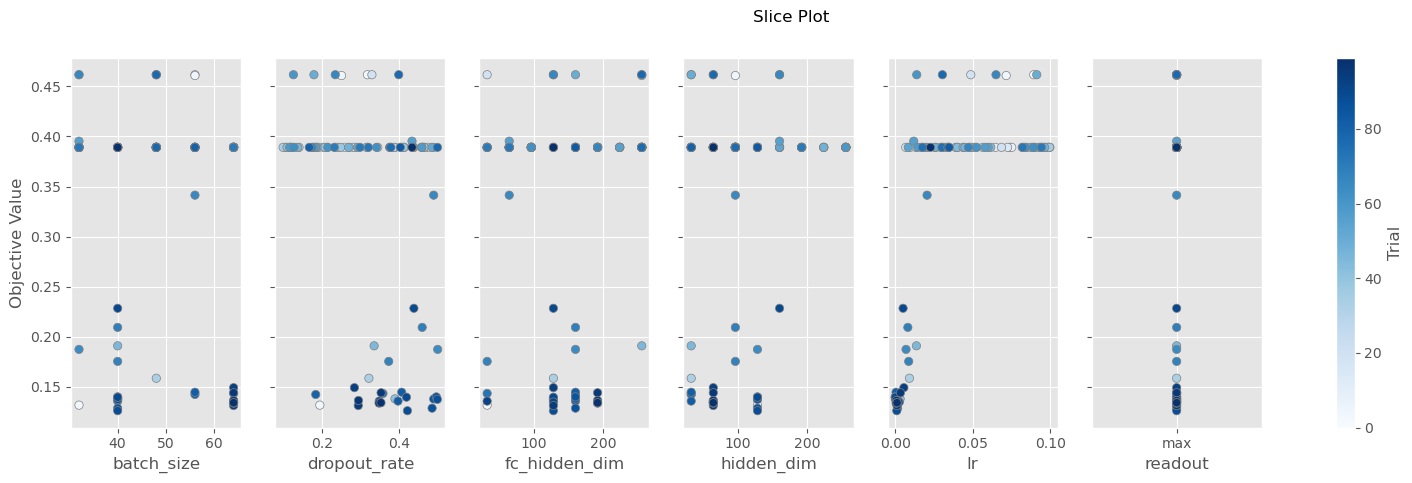 Slice Plot
Objective Value
0.45
0.40
0.35
0.30
0.25
0.20
0.15
40 50 60
batch_size
0.2 0.4
dropout_rate
100 200
fc_hidden_dim
100 200
hidden_dim
0.00 0.05 0.10
lr
max
readout
80
60
40
20
0
Trial